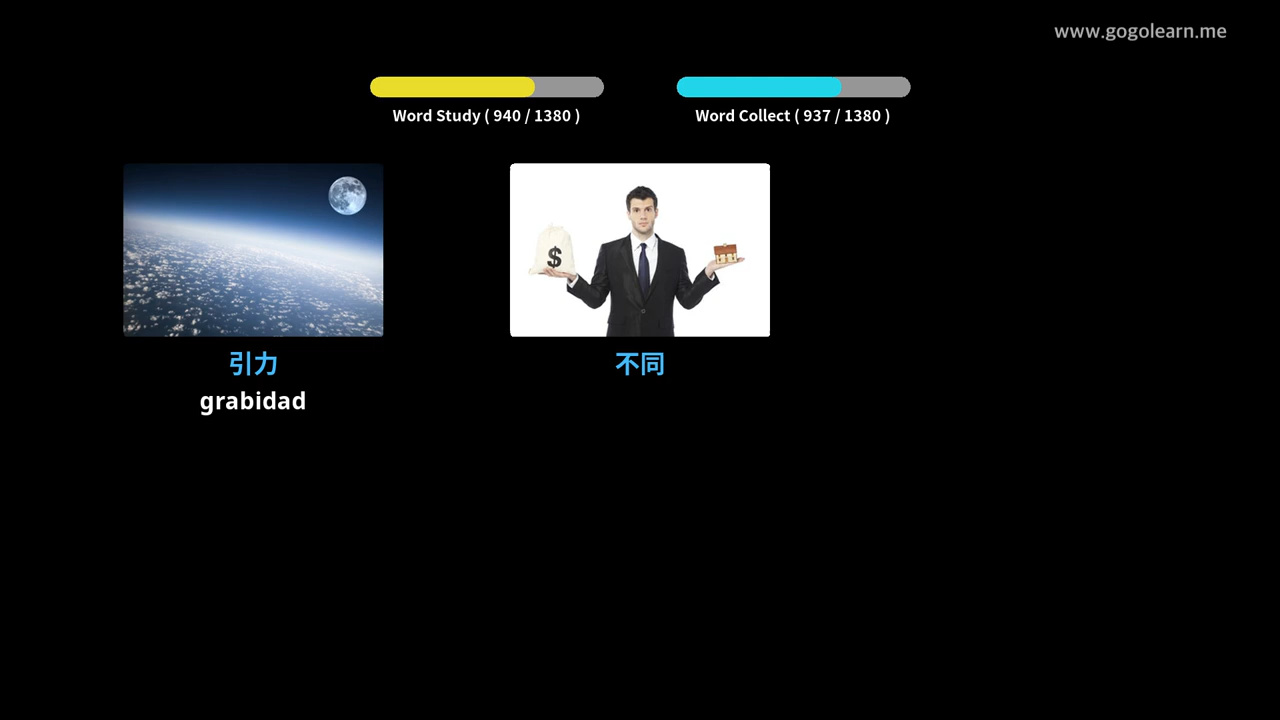 www.gogolearn.me
Word Study ( 940 / 1380 )
Word Collect ( 937 / 1380 )
$
引力
不同
grabidad